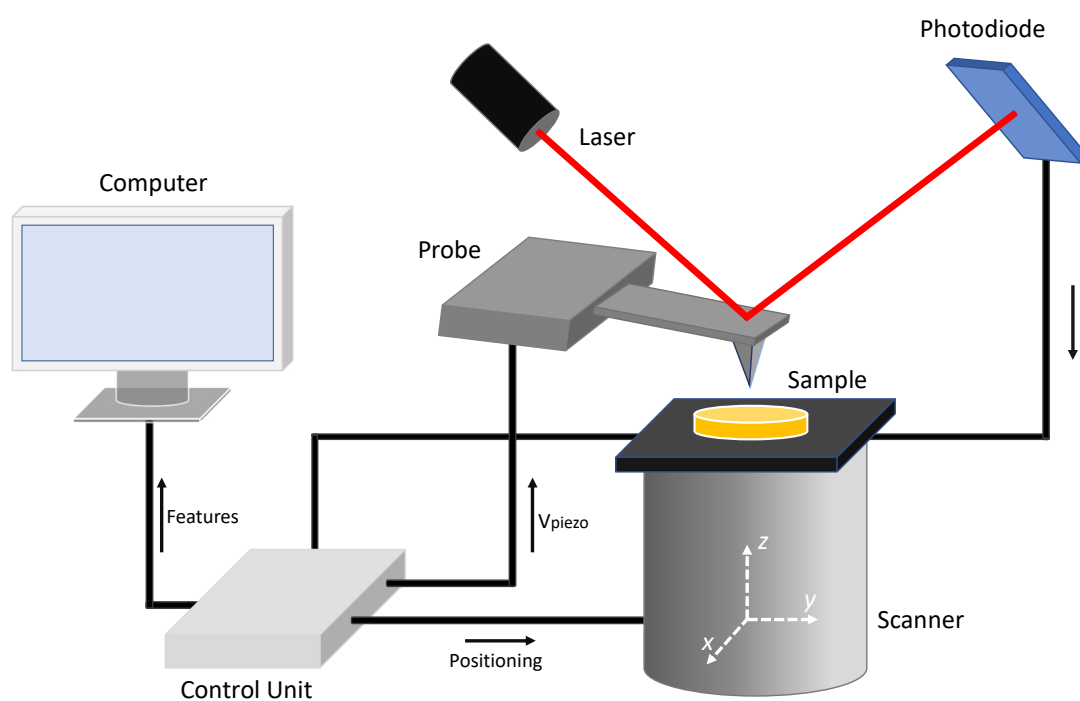 Photodiode
Laser
Computer
Probe
Sample
Features
Vpiezo
z
y
x
Scanner
Positioning
Control Unit